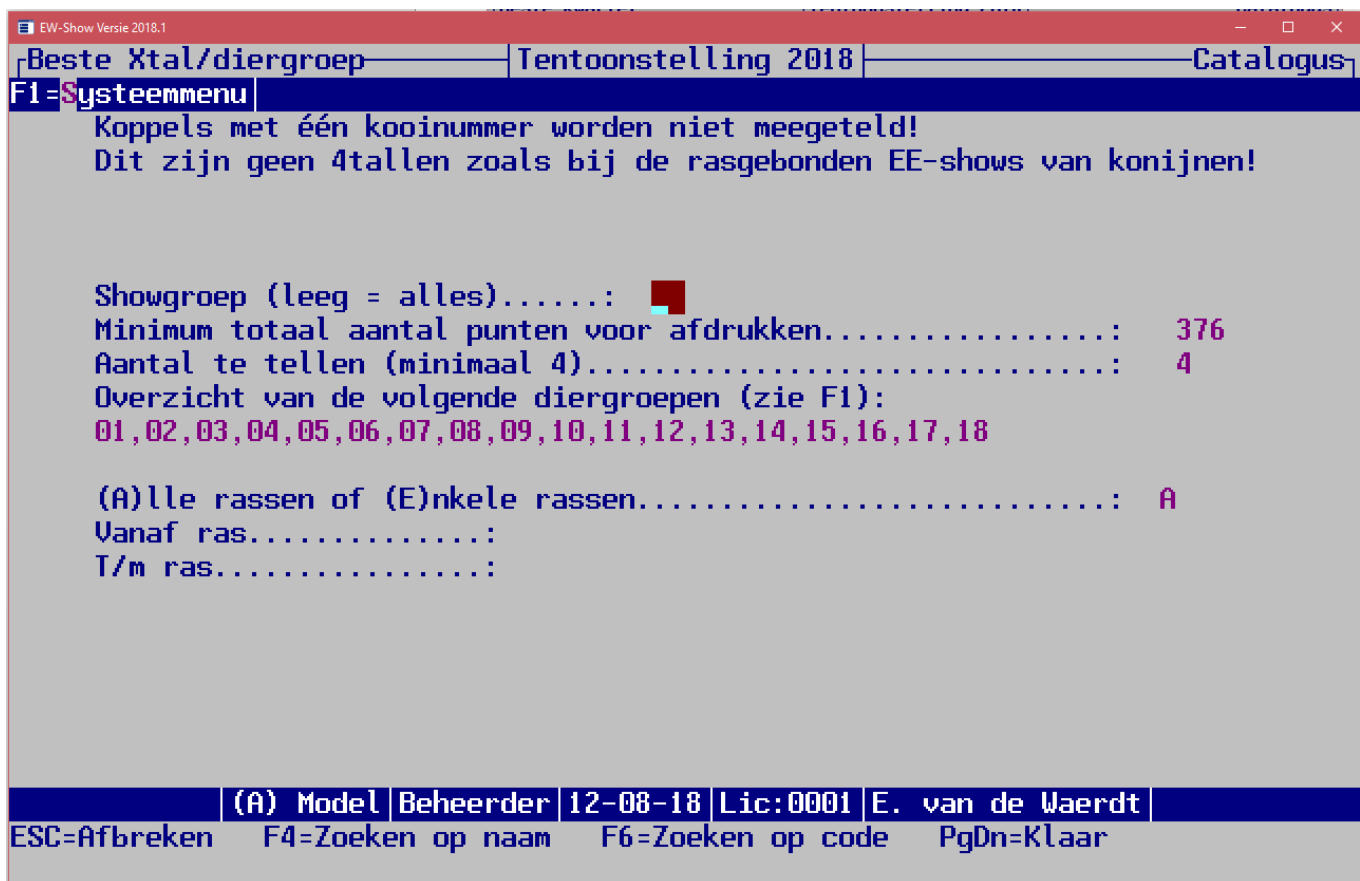 EW-Show Versie 2018.1
Beste Xtal/diergroep Tentoonstelling 2018 Catalogus
F1=Systeemmenu
Koppels met één kooinummer worden niet meegeteld!
Dit zijn geen 4tallen zoals bij de rasgebonden EE-shows van konijnen!
Showgroep (leeg = alles)......:
Minimum totaal aantal punten voor afdrukken.................: 376
Aantal te tellen (minimaal 4)...............................: 4
Overzicht van de volgende diergroepen (zie F1):
01,02,03,04,05,06,07,08,09,10,11,12,13,14,15,16,17,18
(A)lle rassen of (E)nkele rassen............................: A
Vanaf ras..............:
T/m ras................:
(A) Model|Beheerder|12-08-18|Lic:0001|E. van de Waerdt|
ESC=Afbreken F4=Zoeken op naam F6=Zoeken op code PgDn=Klaar